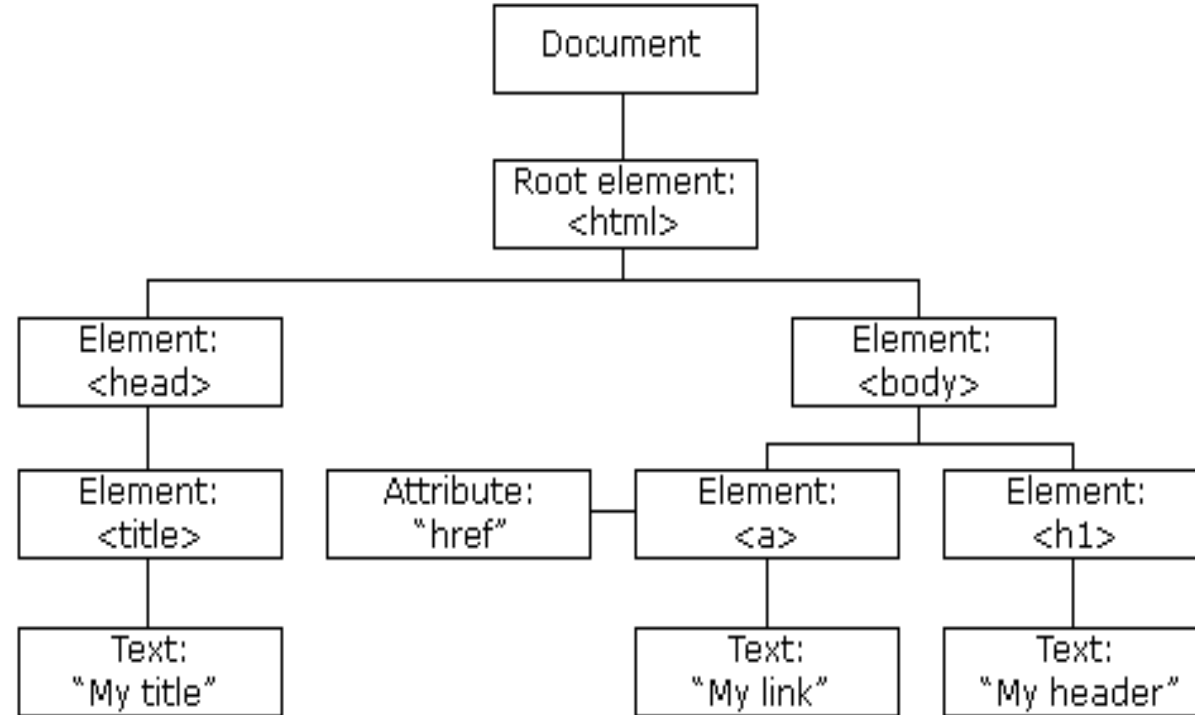 Document
Root element:
<html>
Element:
<head>
Element:
<body>
Element:
<title>
Attribute:
“href”
Element:
<a>
Element:
<h1>
Text:
“My title”
Text:
“My link”
Text:
“My header”